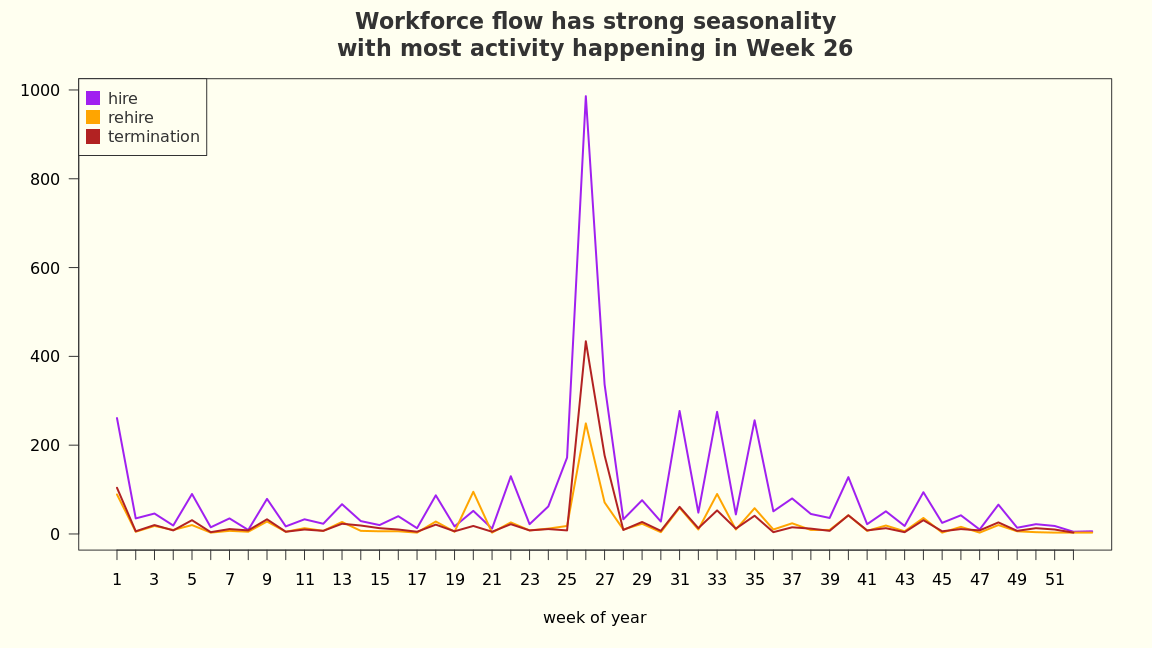 Workforce flow has strong seasonality
with most activity happening in Week 26
1000
800
600
400
200
0
hire
rehire
termination
1 3 5 7 9 11 13 15 17 19 21 23 25 27 29 31 33 35 37 39 41 43 45 47 49 51
week of year